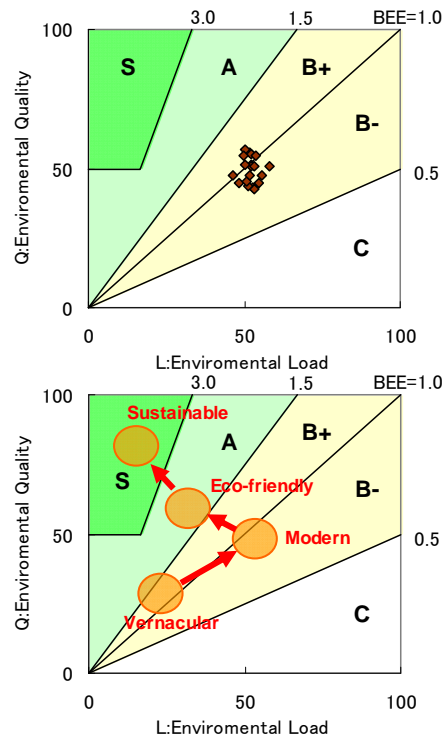 3.0 1.5 BEE=1.0
100
S A B+
B-
50
0.5
C
0
0 50 100
Q:Enviromental Quality
L:Enviromental Load
3.0 1.5 BEE=1.0
100
Sustainable A B+
S Eco-friendly B-
50
Modern 0.5
Vernacular C
0
0 50 100
Q:Enviromental Quality
L:Enviromental Load